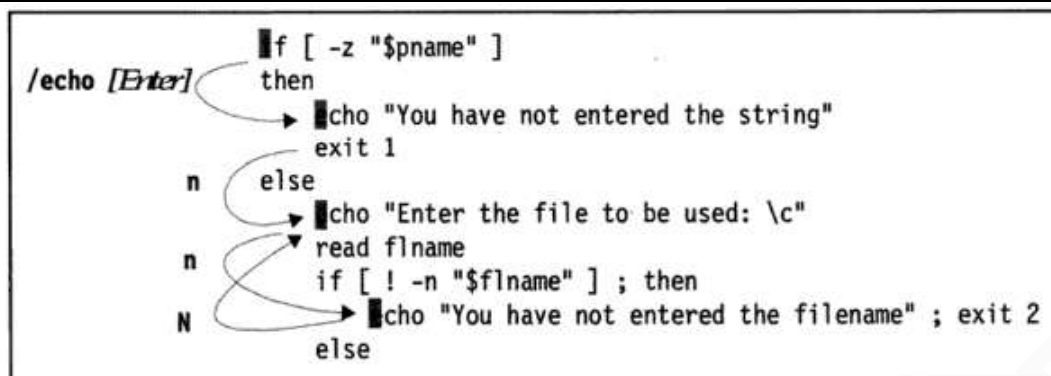 if [ -z "$pname" ]
/echo [Enter] then
echo "You have not entered the string"
exit 1
n else
echo "Enter the file to be used: \c"
read flname
n if [ ! -n "$flname" ] ; then
N echo "You have not entered the filename" ; exit 2
else